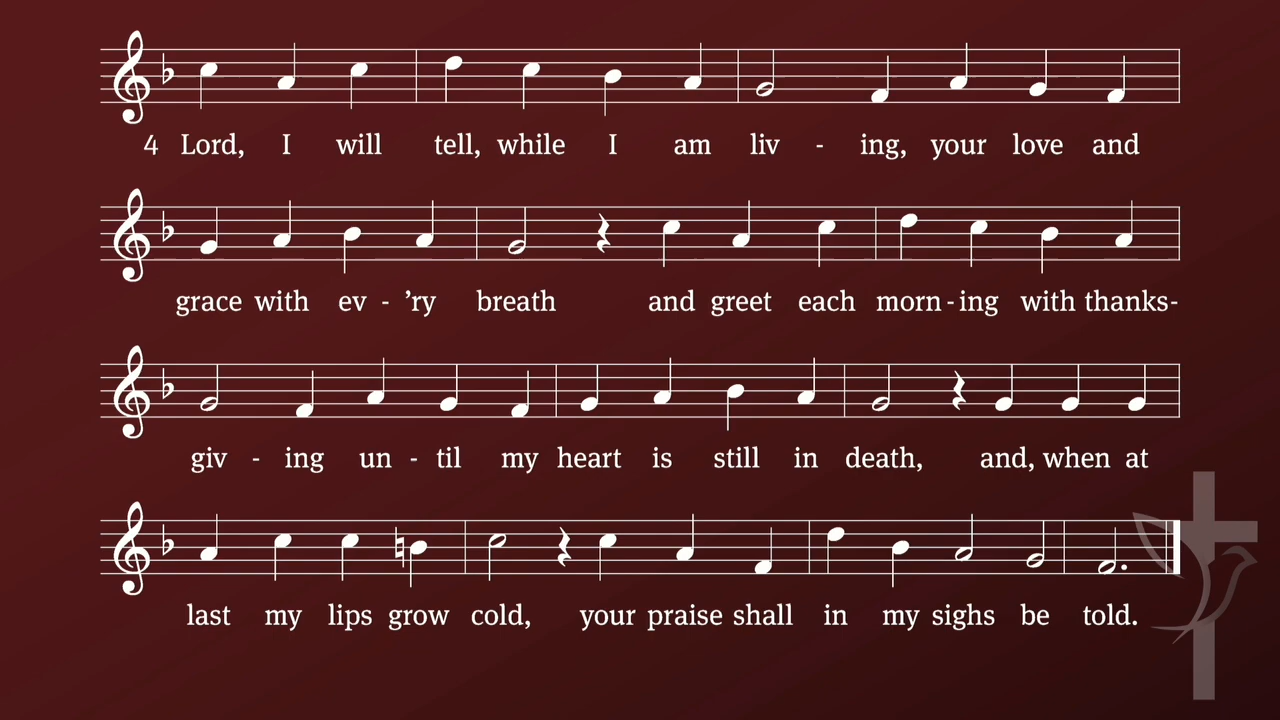 4 Lord, I will tell, while I am liv - ing, your love and
grace with ev - ’ry breath and greet each morn - ing with thanks-
giv - ing un - til my heart is still in death, and, when at
last my lips grow cold, your praise shall in my sighs be told.